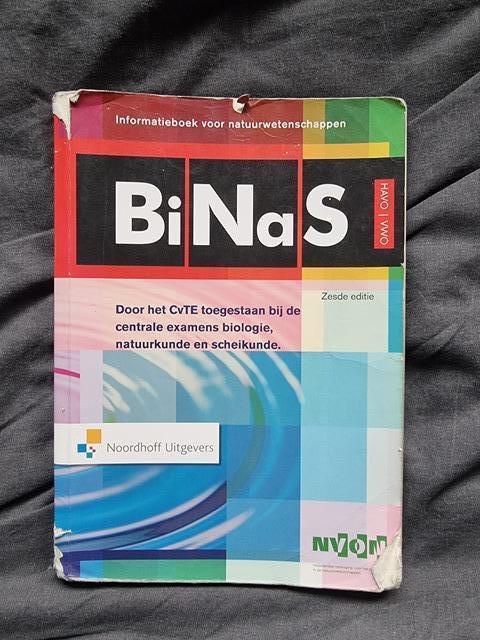 Informatieboek voor natuurwetenschappen
BiNaS
HAVO | VWO
Zesde editie
Door het CvTE toegestaan bij de
centrale examens biologie,
natuurkunde en scheikunde.
Noordhoff Uitgevers
NVON